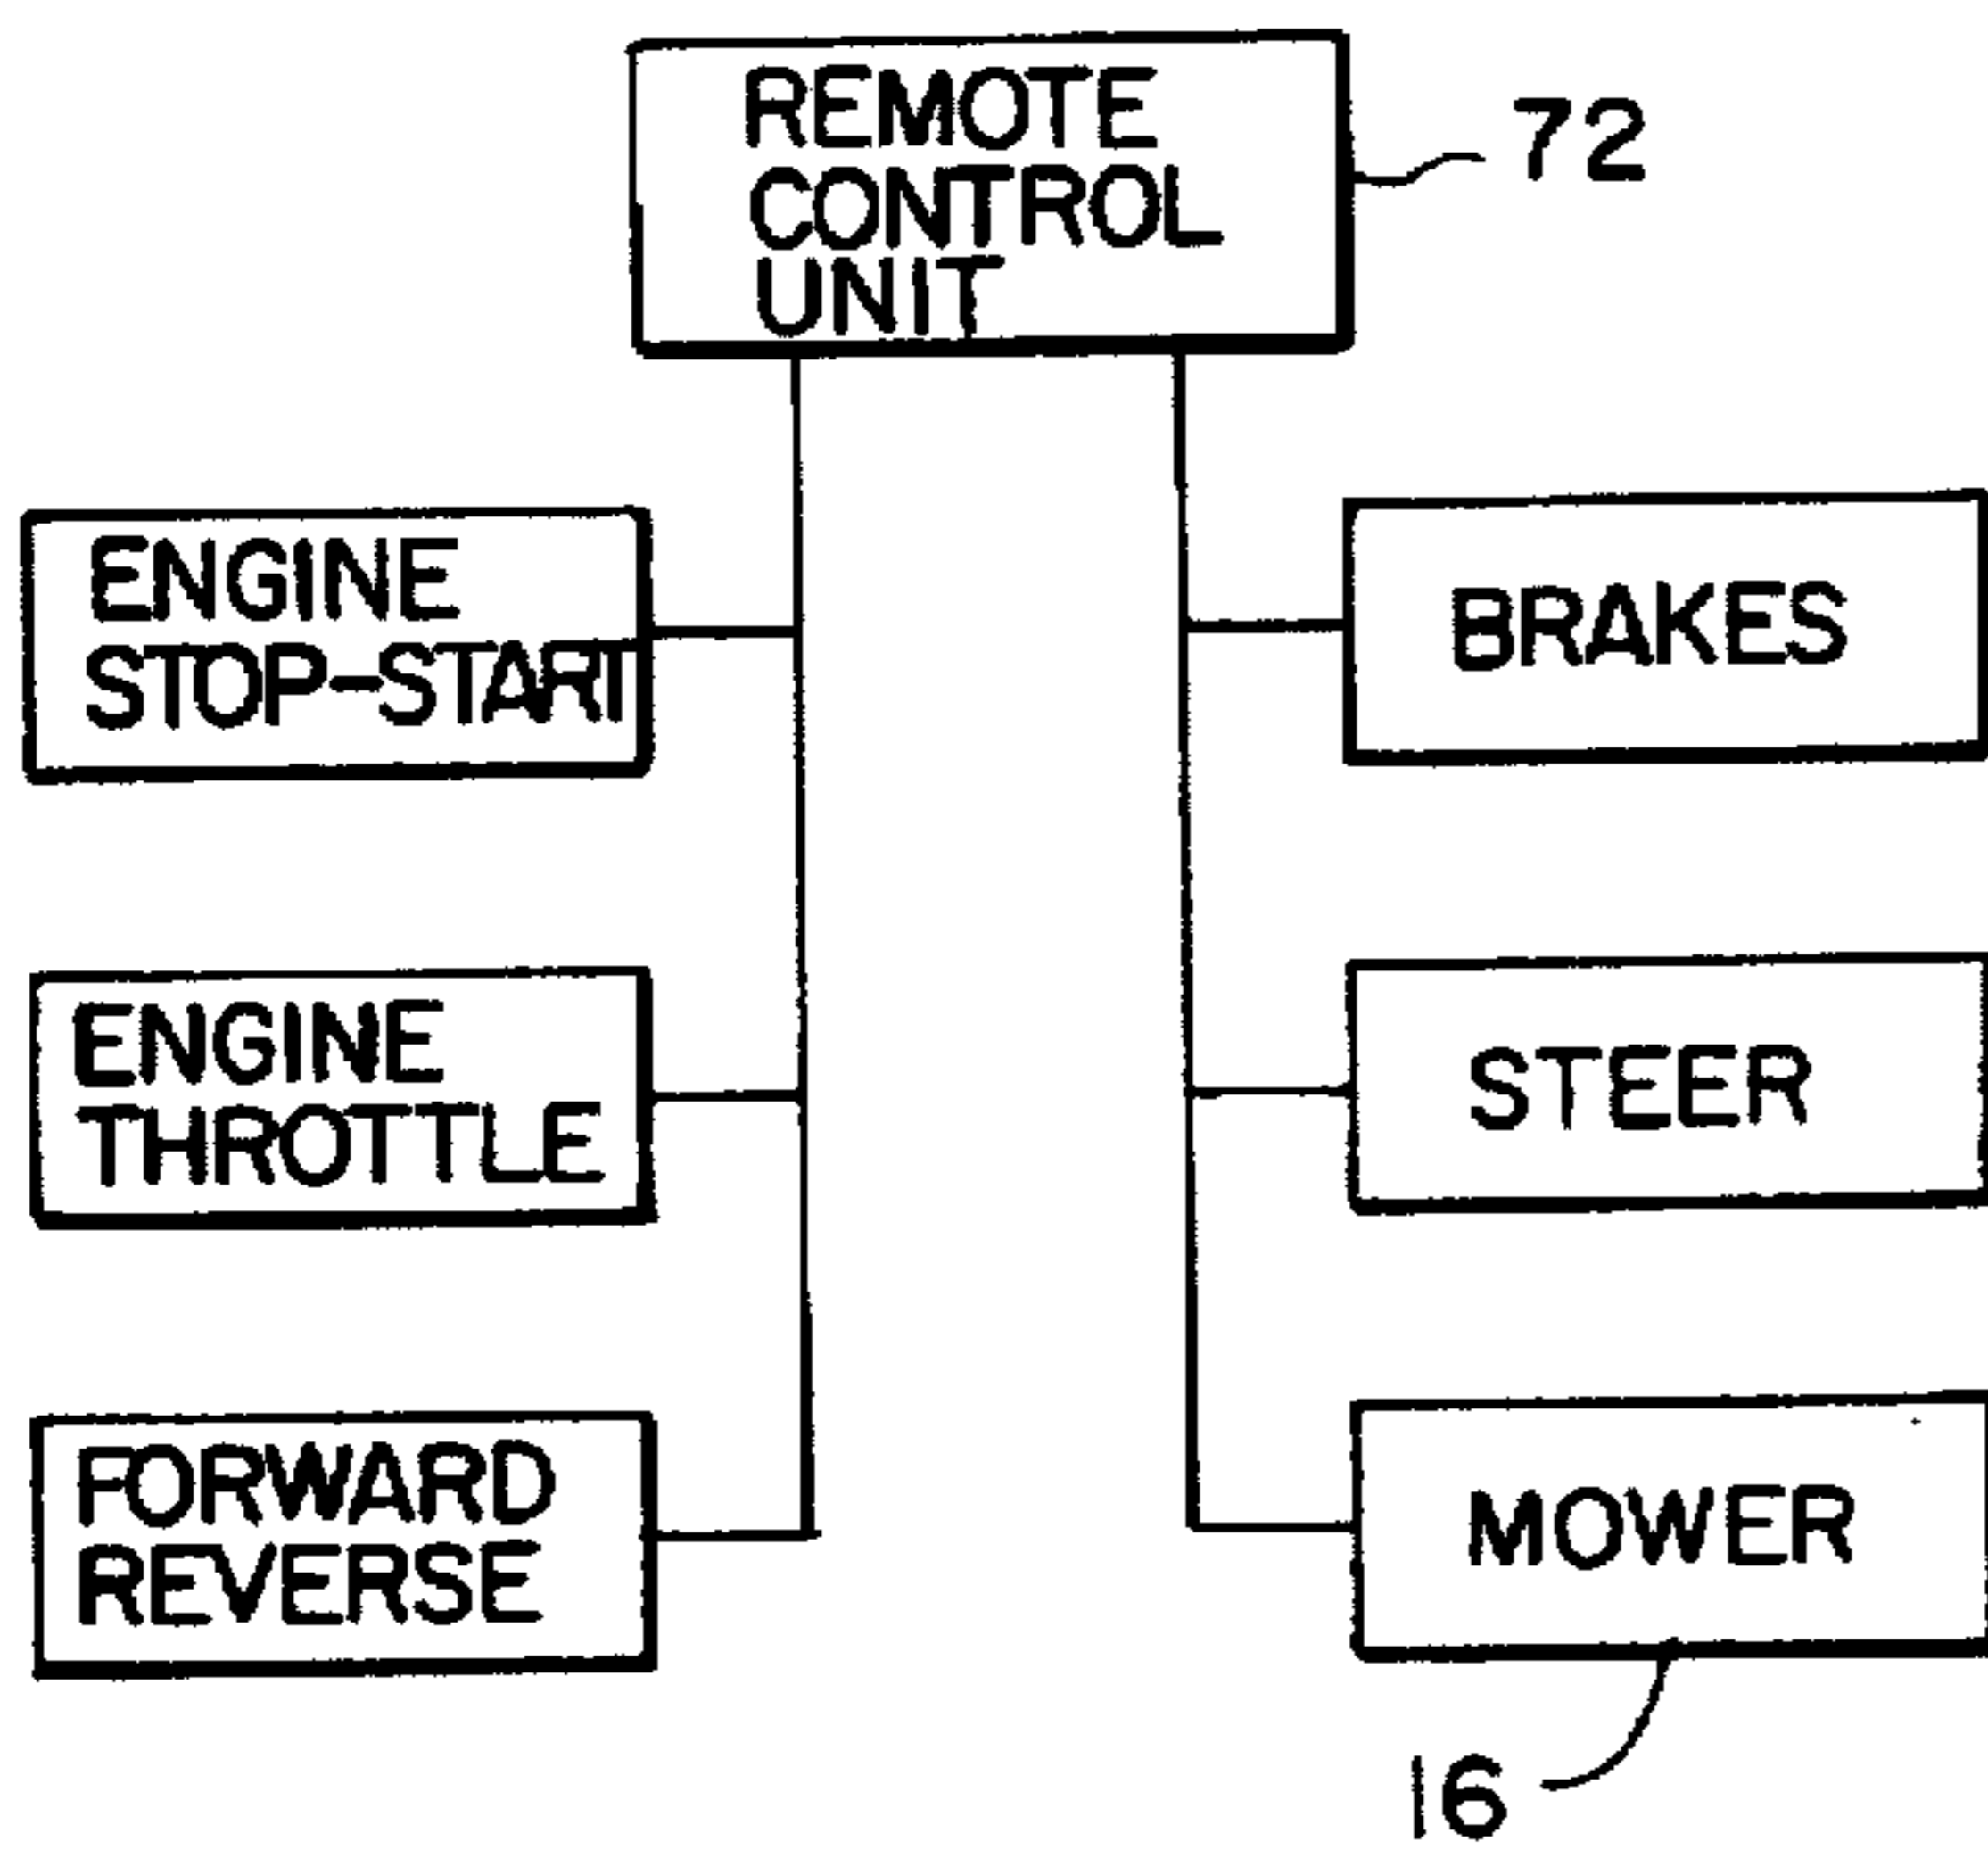 REMOTE
CONTROL
UNIT
72
ENGINE
STOP-START
BRAKES
ENGINE
THROTTLE
STEER
FORWARD
REVERSE
MOWER
16